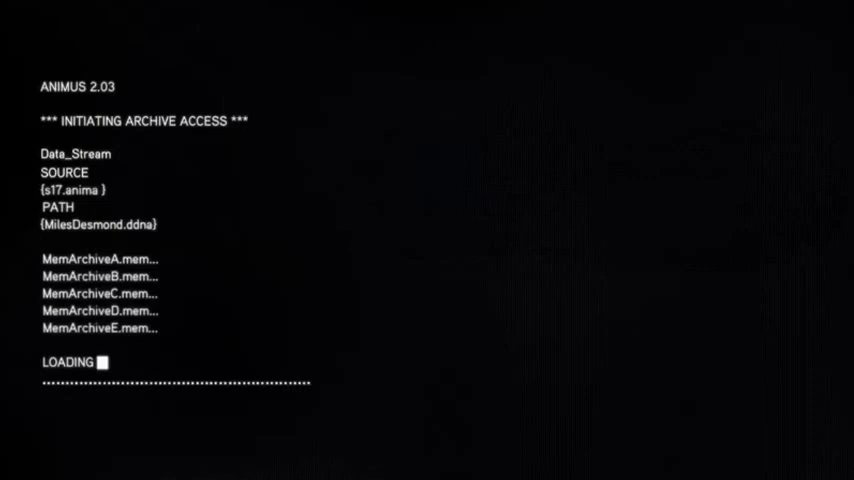 ANIMUS 2.03
*** INITIATING ARCHIVE ACCESS ***
Data_Stream
SOURCE
{s17.anima }
PATH
{MilesDesmond.ddna}
MemArchiveA.mem...
MemArchiveB.mem...
MemArchiveC.mem...
MemArchiveD.mem...
MemArchiveE.mem...
LOADING